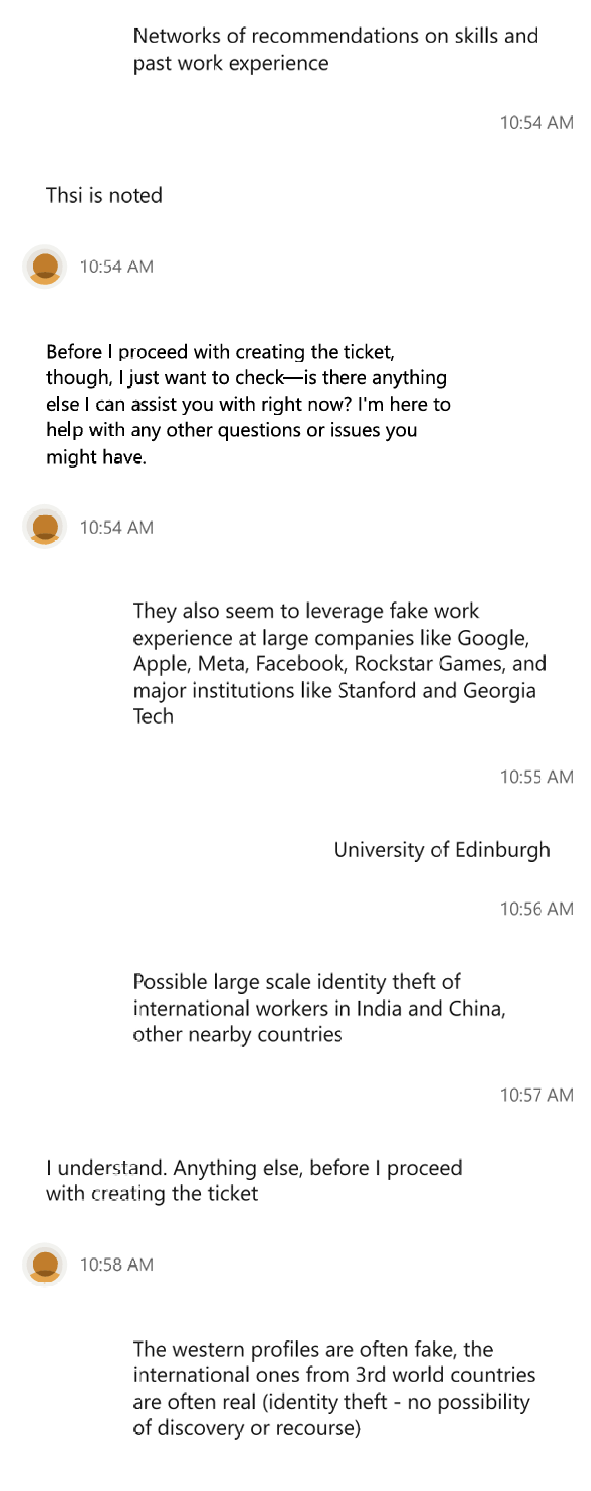 Networks of recommendations on skills and
past work experience
10:54 AM
Thsi is noted
10:54 AM
Before I proceed with creating the ticket,
though, I just want to check—is there anything
else I can assist you with right now? I'm here to
help with any other questions or issues you
might have.
10:54 AM
They also seem to leverage fake work
experience at large companies like Google,
Apple, Meta, Facebook, Rockstar Games, and
major institutions like Stanford and Georgia
Tech
10:55 AM
University of Edinburgh
10:56 AM
Possible large scale identity theft of
international workers in India and China,
other nearby countries
10:57 AM
I understand. Anything else, before I proceed
with creating the ticket
10:58 AM
The western profiles are often fake, the
international ones from 3rd world countries
are often real (identity theft - no possibility
of discovery or recourse)